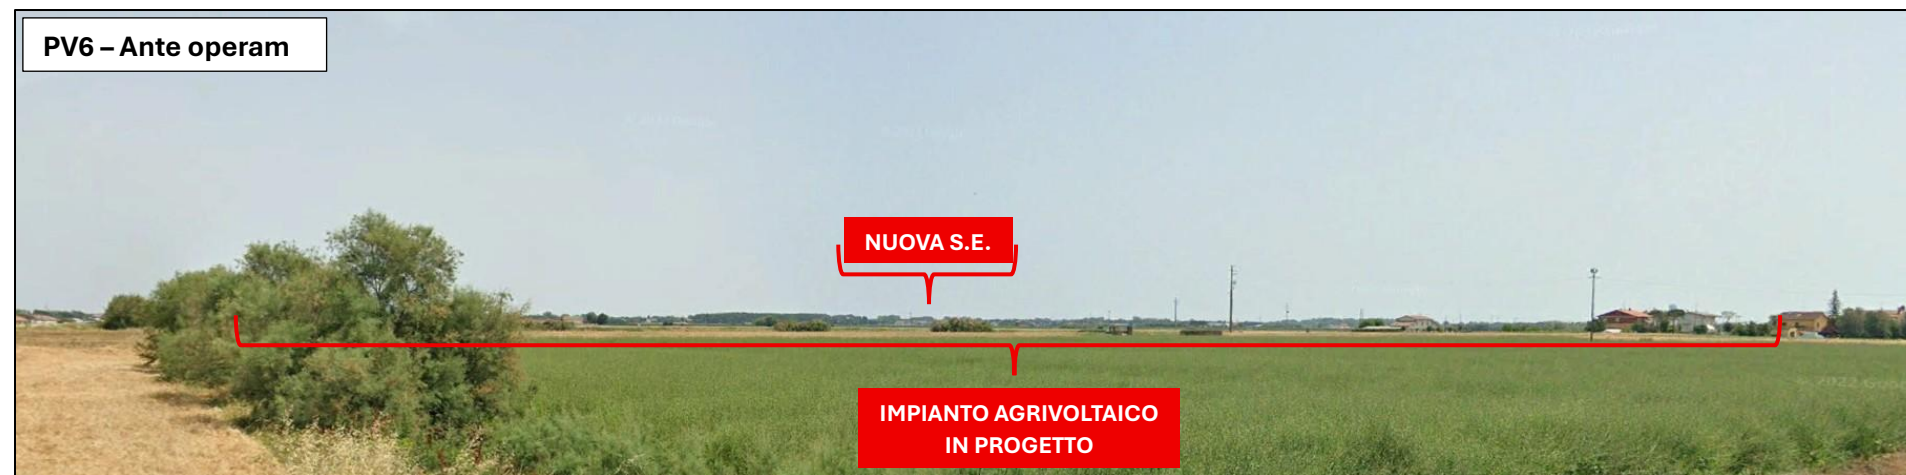 PV6 – Ante operam
NUOVA S.E.
IMPIANTO AGRIVOLTAICO
IN PROGETTO